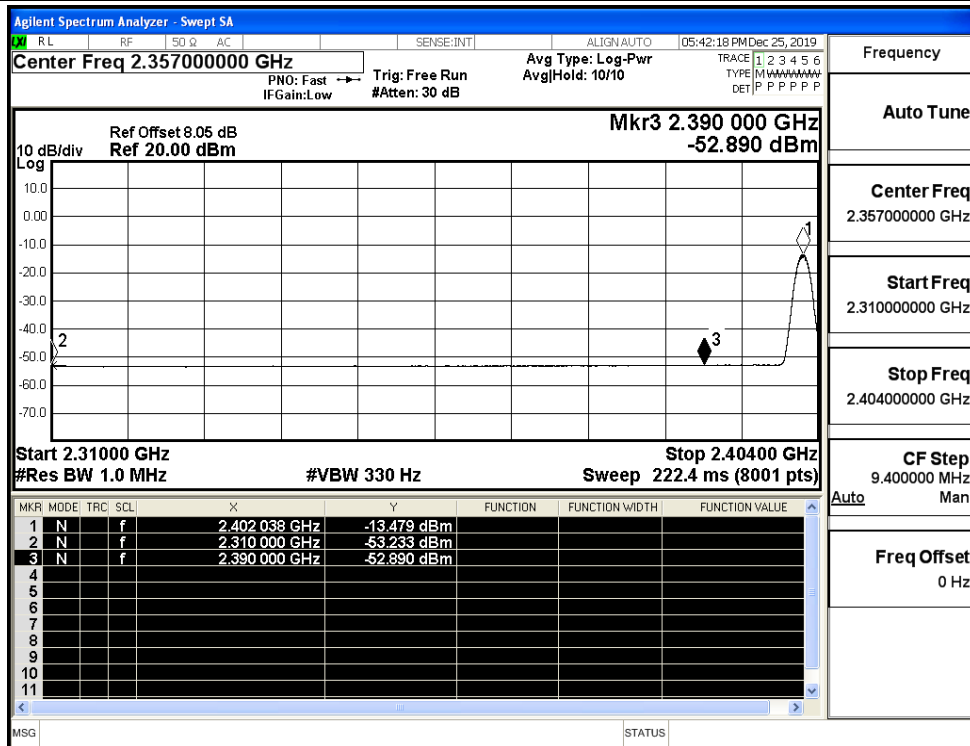 Agilent Spectrum Analyzer - Swept SA
LXI RL RF 50 Ω AC SENSE:INT ALIGN AUTO 05:42:18 PM Dec 25, 2019
Center Freq 2.357000000 GHz
PNO: Fast
IFGain:Low
Trig: Free Run
#Atten: 30 dB
Avg Type: Log-Pwr
Avg|Hold: 10/10
TRACE 1 2 3 4 5 6
TYPE M WWWWW
DET P P P P P P
Ref Offset 8.05 dB
10 dB/div Ref 20.00 dBm
Log
Mkr3 2.390 000 GHz
-52.890 dBm
10.0
0.00
-10.0
-20.0
-30.0
-40.0
-50.0
-60.0
-70.0
1
2
3
Start 2.31000 GHz Stop 2.40400 GHz
#Res BW 1.0 MHz #VBW 330 Hz Sweep 222.4 ms (8001 pts)
MKR MODE TRC SCL X Y FUNCTION FUNCTION WIDTH FUNCTION VALUE
1 N f 2.402 038 GHz -13.479 dBm
2 N f 2.310 000 GHz -53.233 dBm
3 N f 2.390 000 GHz -52.890 dBm
4
5
6
7
8
9
10
11
MSG STATUS
Frequency
Auto Tune
Center Freq
2.357000000 GHz
Start Freq
2.310000000 GHz
Stop Freq
2.404000000 GHz
CF Step
9.400000 MHz
Auto Man
Freq Offset
0 Hz